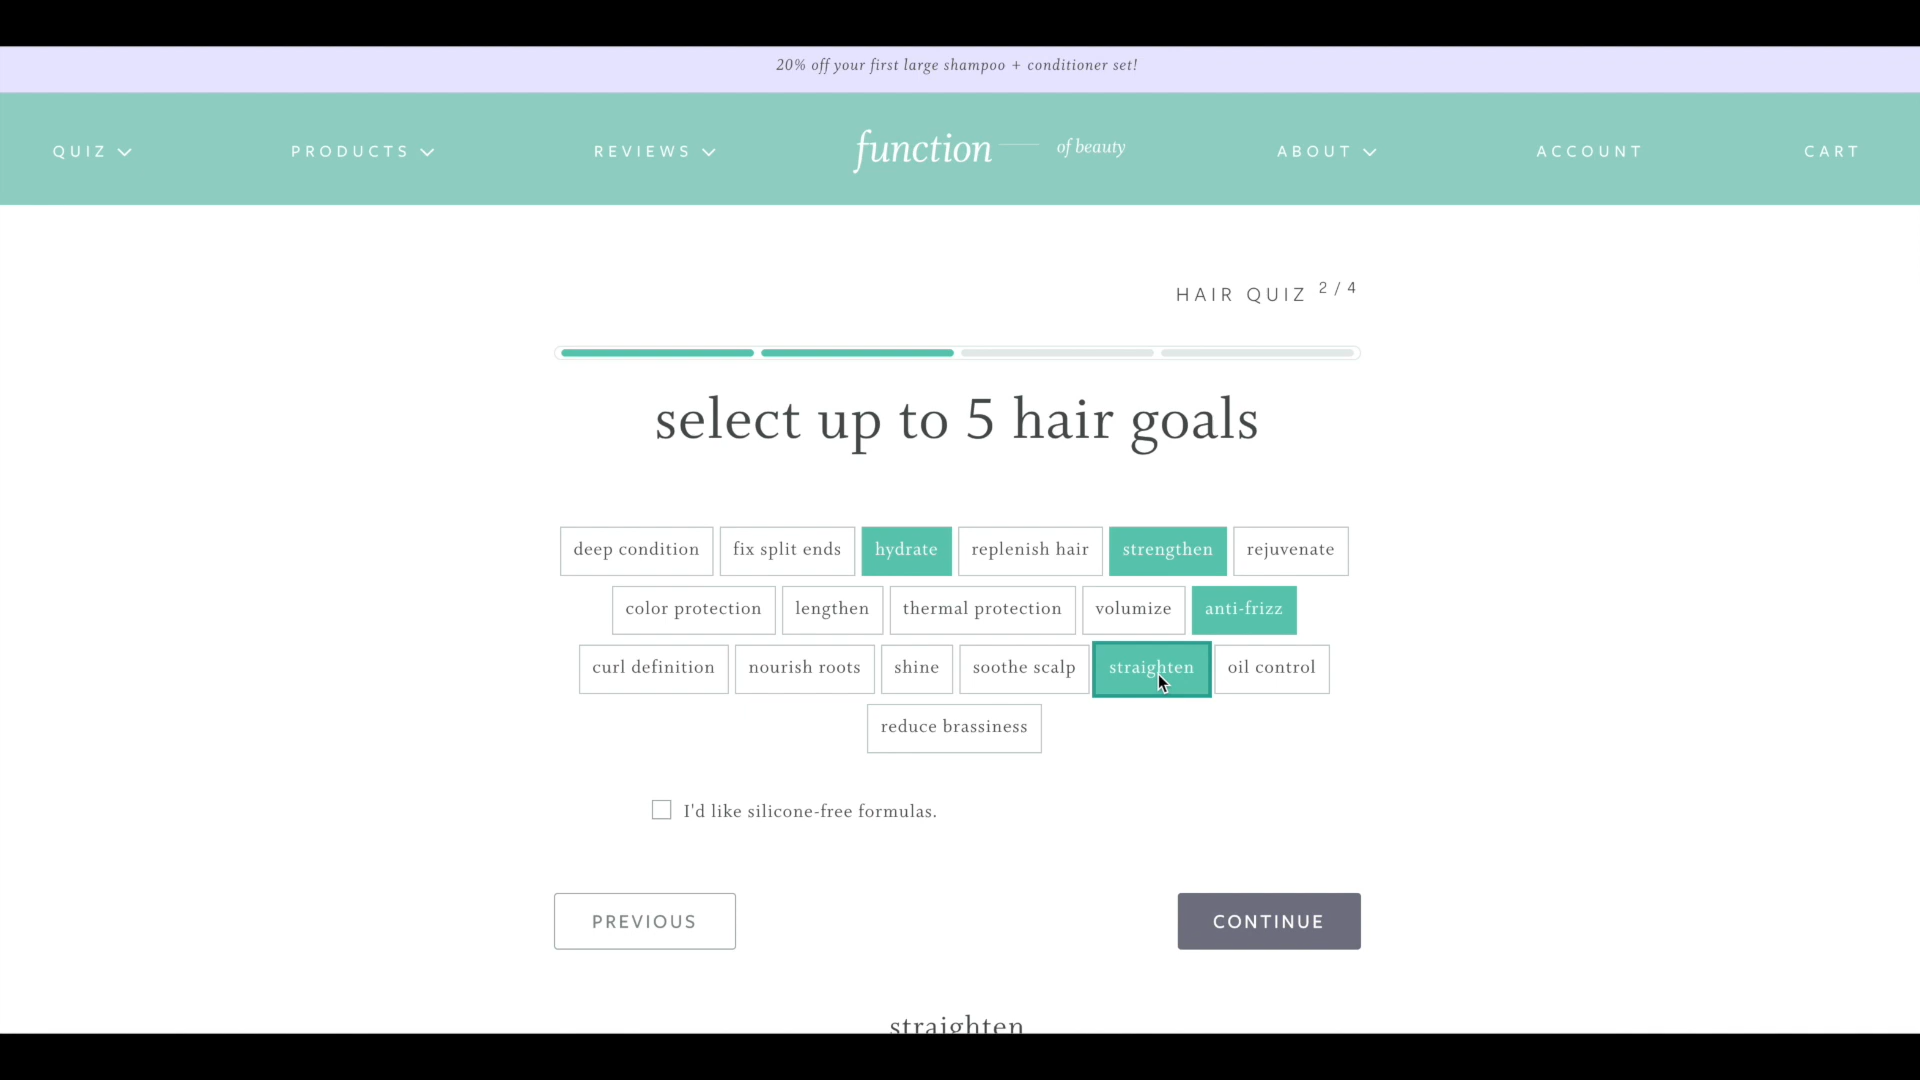 20% off your first large shampoo + conditioner set!
QUIZ PRODUCTS REVIEWS function of beauty ABOUT ACCOUNT CART
HAIR QUIZ 2 / 4
select up to 5 hair goals
deep condition fix split ends hydrate replenish hair strengthen rejuvenate
color protection lengthen thermal protection volumize anti-frizz
curl definition nourish roots shine soothe scalp straighten oil control
reduce brassiness
I'd like silicone-free formulas.
PREVIOUS CONTINUE
straighten